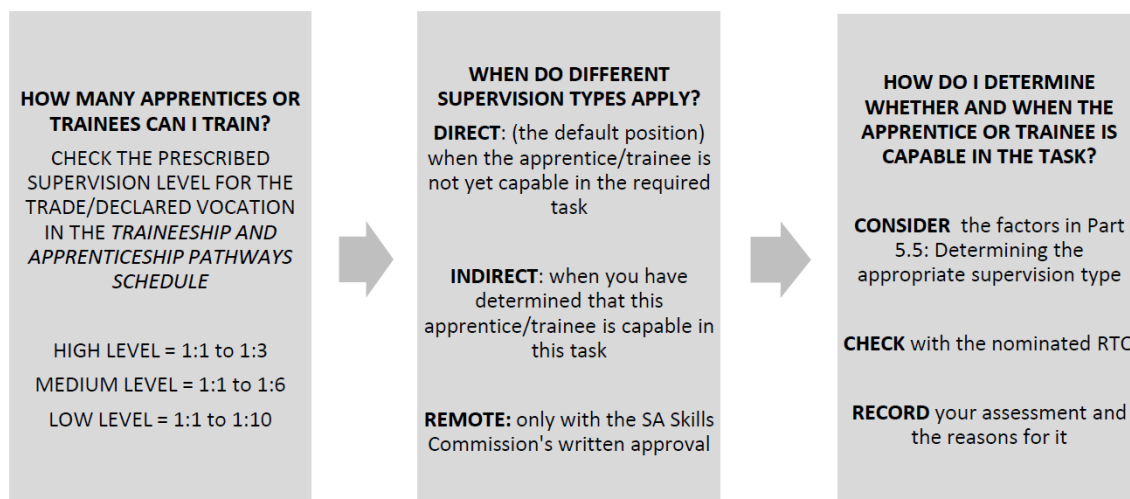 HOW MANY APPRENTICES OR
TRAINEES CAN I TRAIN?
CHECK THE PRESCRIBED
SUPERVISION LEVEL FOR THE
TRADE/DECLARED VOCATION
IN THE TRAINEESHIP AND
APPRENTICESHIP PATHWAYS
SCHEDULE
HIGH LEVEL = 1:1 to 1:3
MEDIUM LEVEL = 1:1 to 1:6
LOW LEVEL = 1:1 to 1:10
WHEN DO DIFFERENT
SUPERVISION TYPES APPLY?
DIRECT: (the default position)
when the apprentice/trainee is
not yet capable in the required
task
INDIRECT: when you have
determined that this
apprentice/trainee is capable in
this task
REMOTE: only with the SA Skills
Commission's written approval
HOW DO I DETERMINE
WHETHER AND WHEN THE
APPRENTICE OR TRAINEE IS
CAPABLE IN THE TASK?
CONSIDER the factors in Part
5.5: Determining the
appropriate supervision type
CHECK with the nominated RTO
RECORD your assessment and
the reasons for it